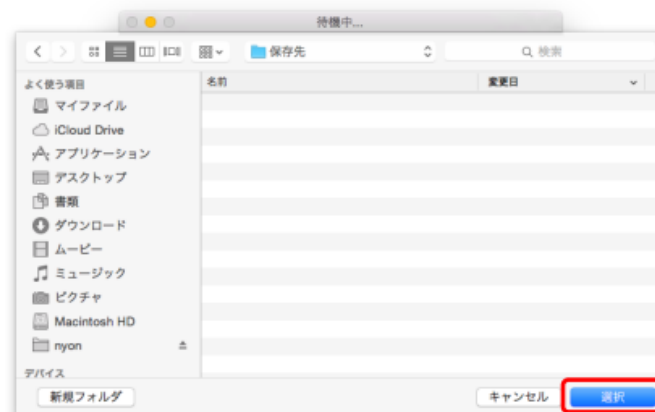 待機中...
保存先
検索
よく使う項目
名前
変更日
マイファイル
iCloud Drive
アプリケーション
デスクトップ
書類
ダウンロード
ムービー
ミュージック
ピクチャ
Macintosh HD
nyon
デバイス
新規フォルダ
キャンセル
選択